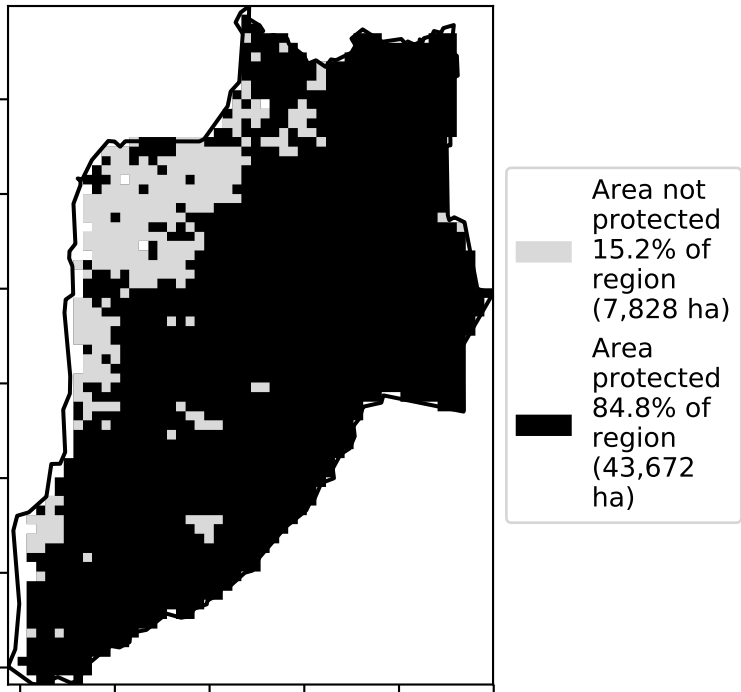 Area not
protected
15.2% of
region
(7,828 ha)
Area
protected
84.8% of
region
(43,672
ha)